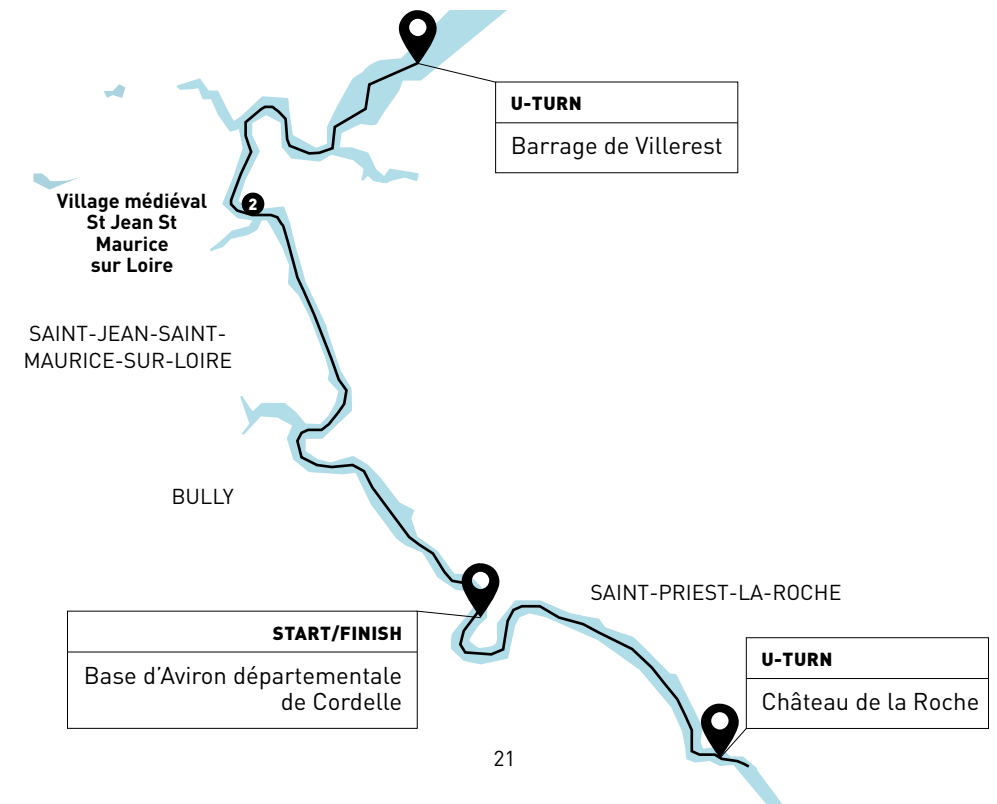 U-TURN
Barrage de Villerest
2
Village médiéval
St Jean St
Maurice
sur Loire
SAINT-JEAN-SAINT-
MAURICE-SUR-LOIRE
BULLY
SAINT-PRIEST-LA-ROCHE
START/FINISH
Base d’Aviron départementale
de Cordelle
U-TURN
Château de la Roche
21